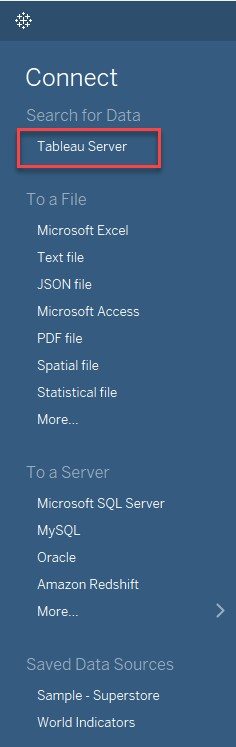 Connect
Search for Data
Tableau Server
To a File
Microsoft Excel
Text file
JSON file
Microsoft Access
PDF file
Spatial file
Statistical file
More...
To a Server
Microsoft SQL Server
MySQL
Oracle
Amazon Redshift
More...
Saved Data Sources
Sample - Superstore
World Indicators